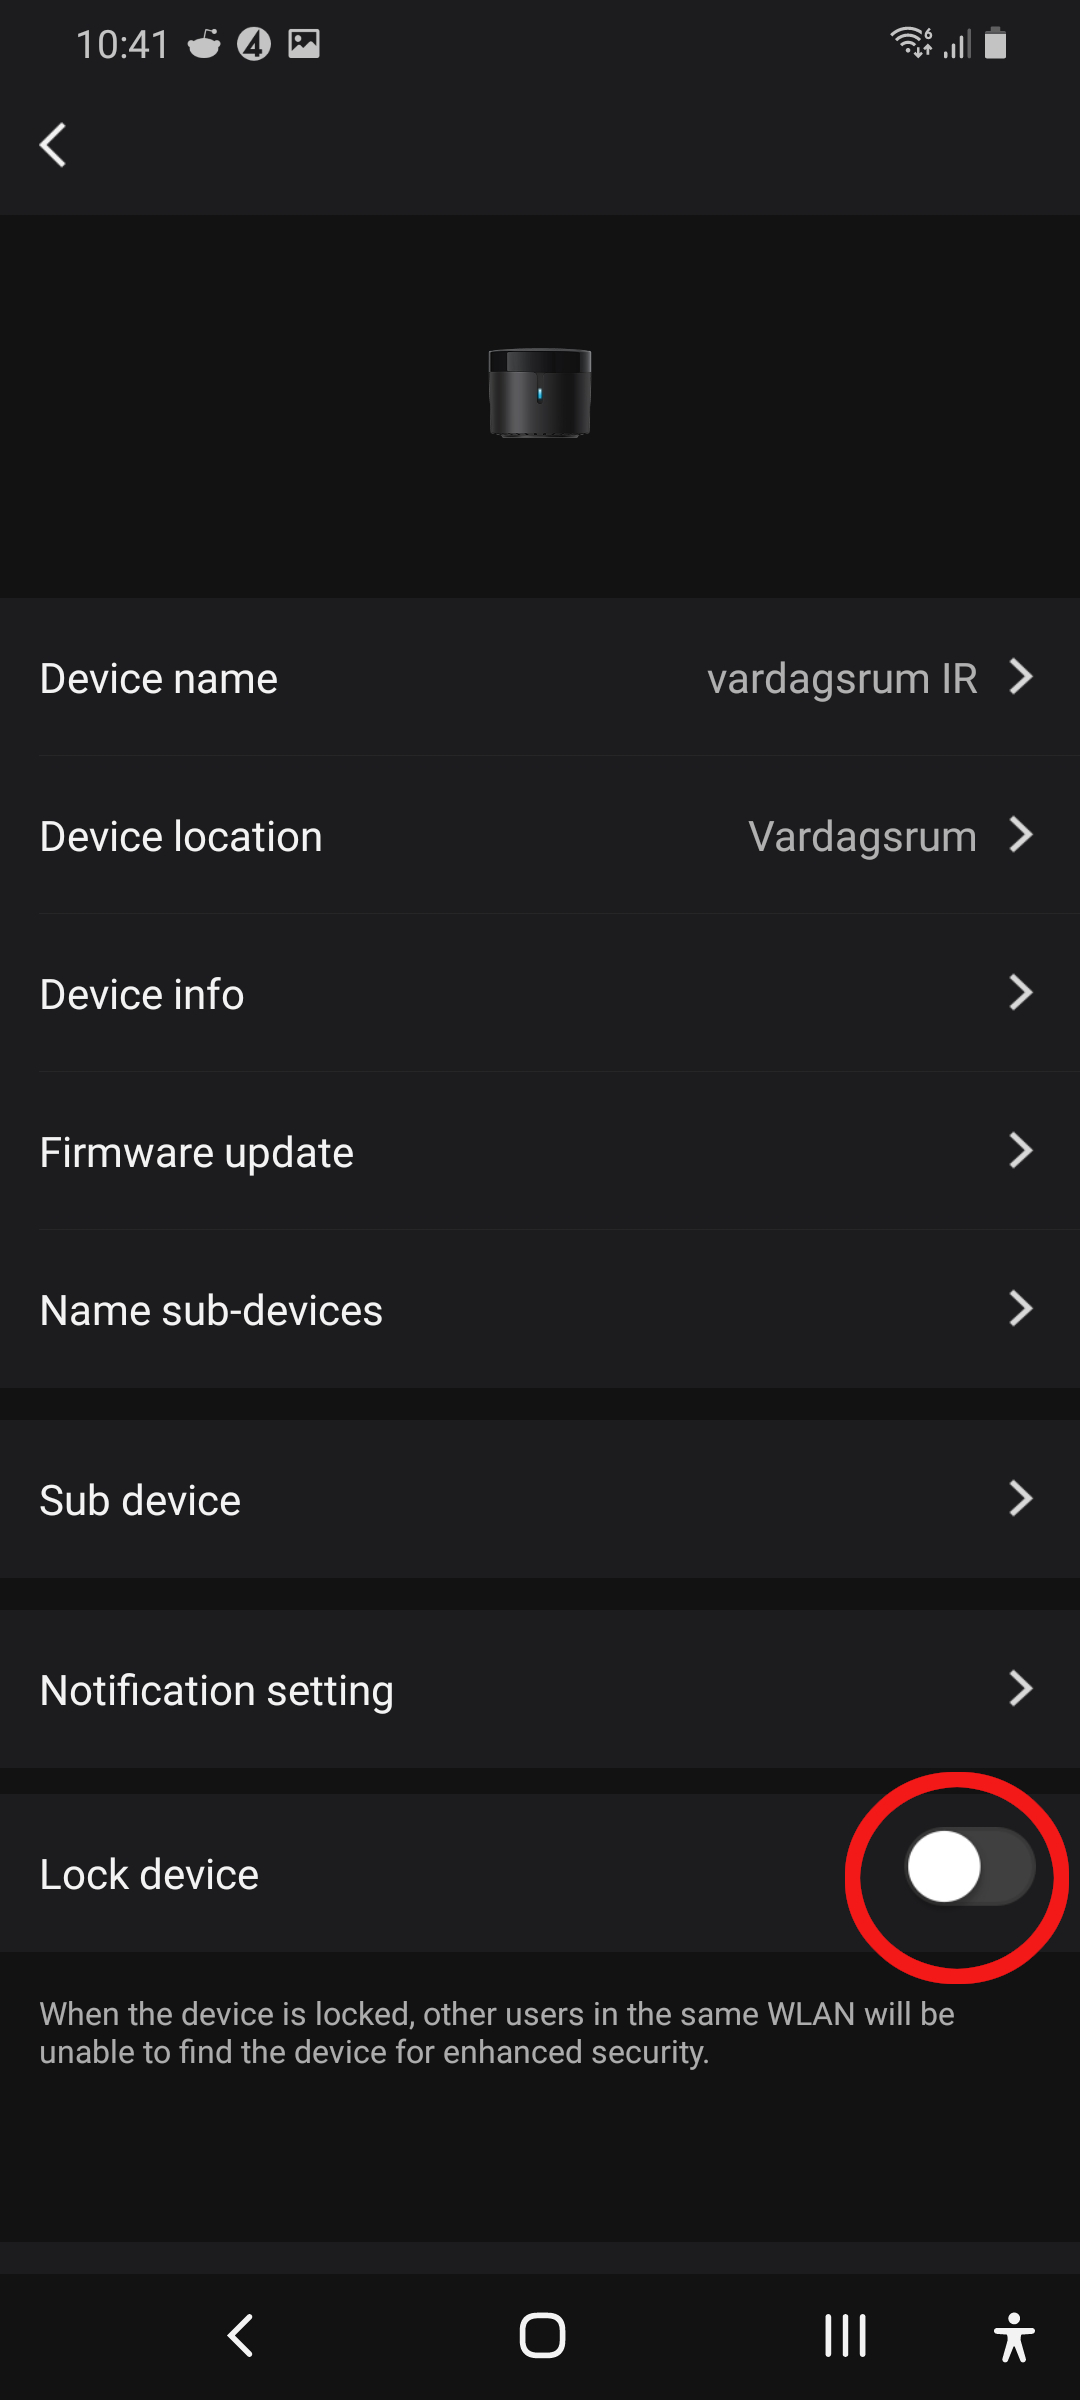 10:41
Device name vardagsrum IR
Device location Vardagsrum
Device info
Firmware update
Name sub-devices
Sub device
Notification setting
Lock device
When the device is locked, other users in the same WLAN will be
unable to find the device for enhanced security.